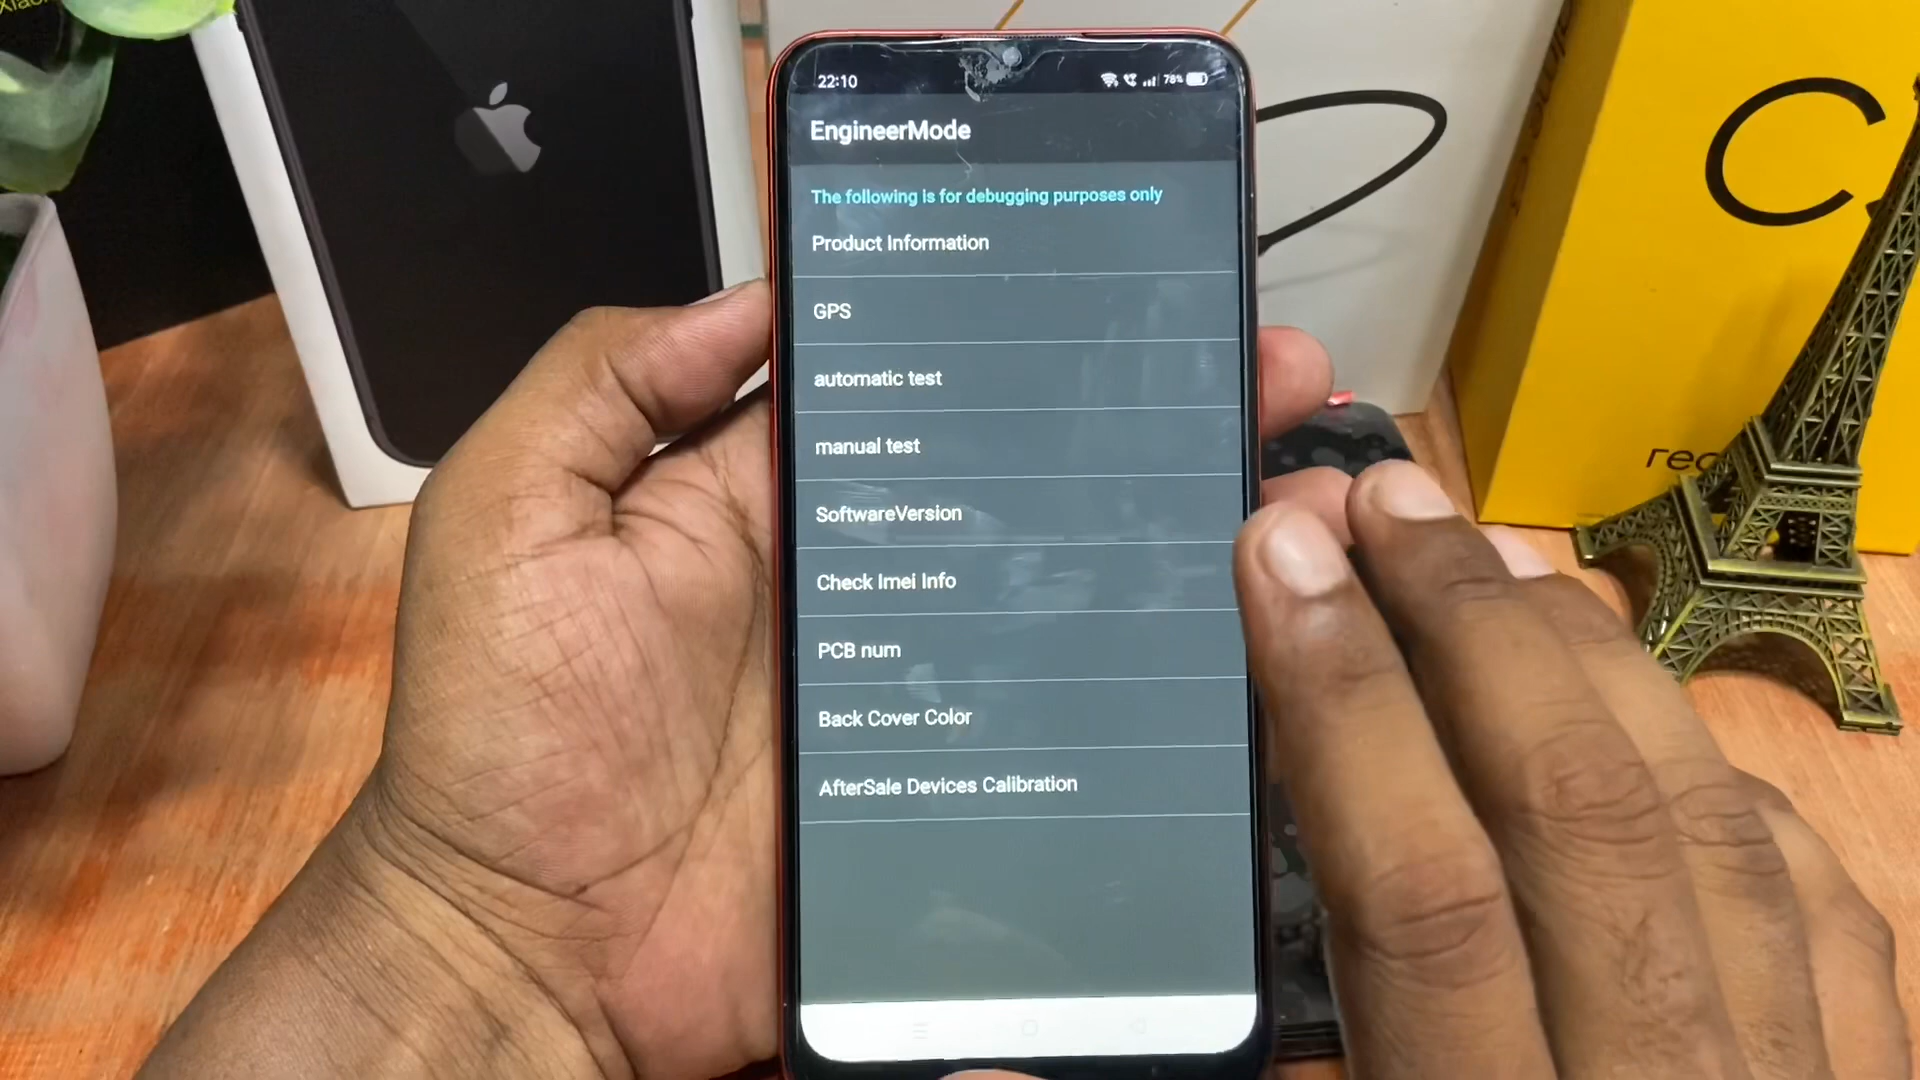 22:10
78%
EngineerMode
The following is for debugging purposes only
Product Information
GPS
automatic test
manual test
SoftwareVersion
Check Imei Info
PCB num
Back Cover Color
AfterSale Devices Calibration